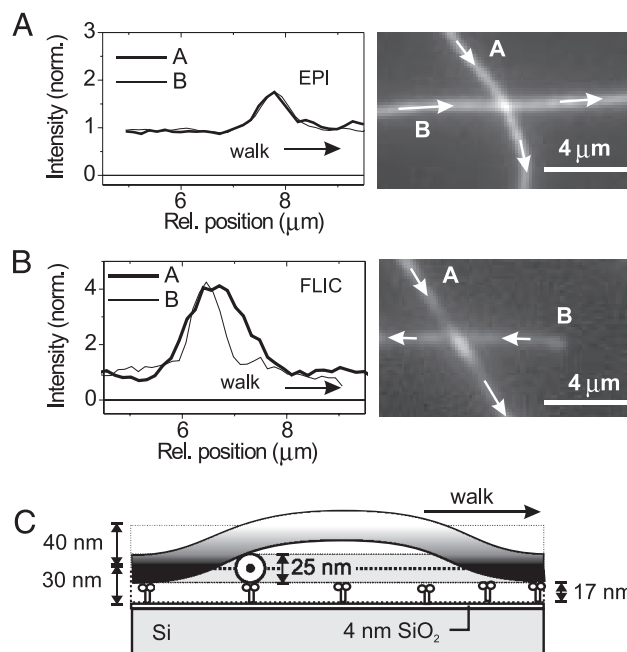 A
3
2
1
0
Intensity (norm.)
A
B
EPI
walk
6
8
Rel. position (μm)
A
B
4 μm
B
4
2
0
Intensity (norm.)
A
B
FLIC
walk
6
8
Rel. position (μm)
A
B
4 μm
C
walk
40 nm
30 nm
25 nm
17 nm
Si
4 nm SiO₂